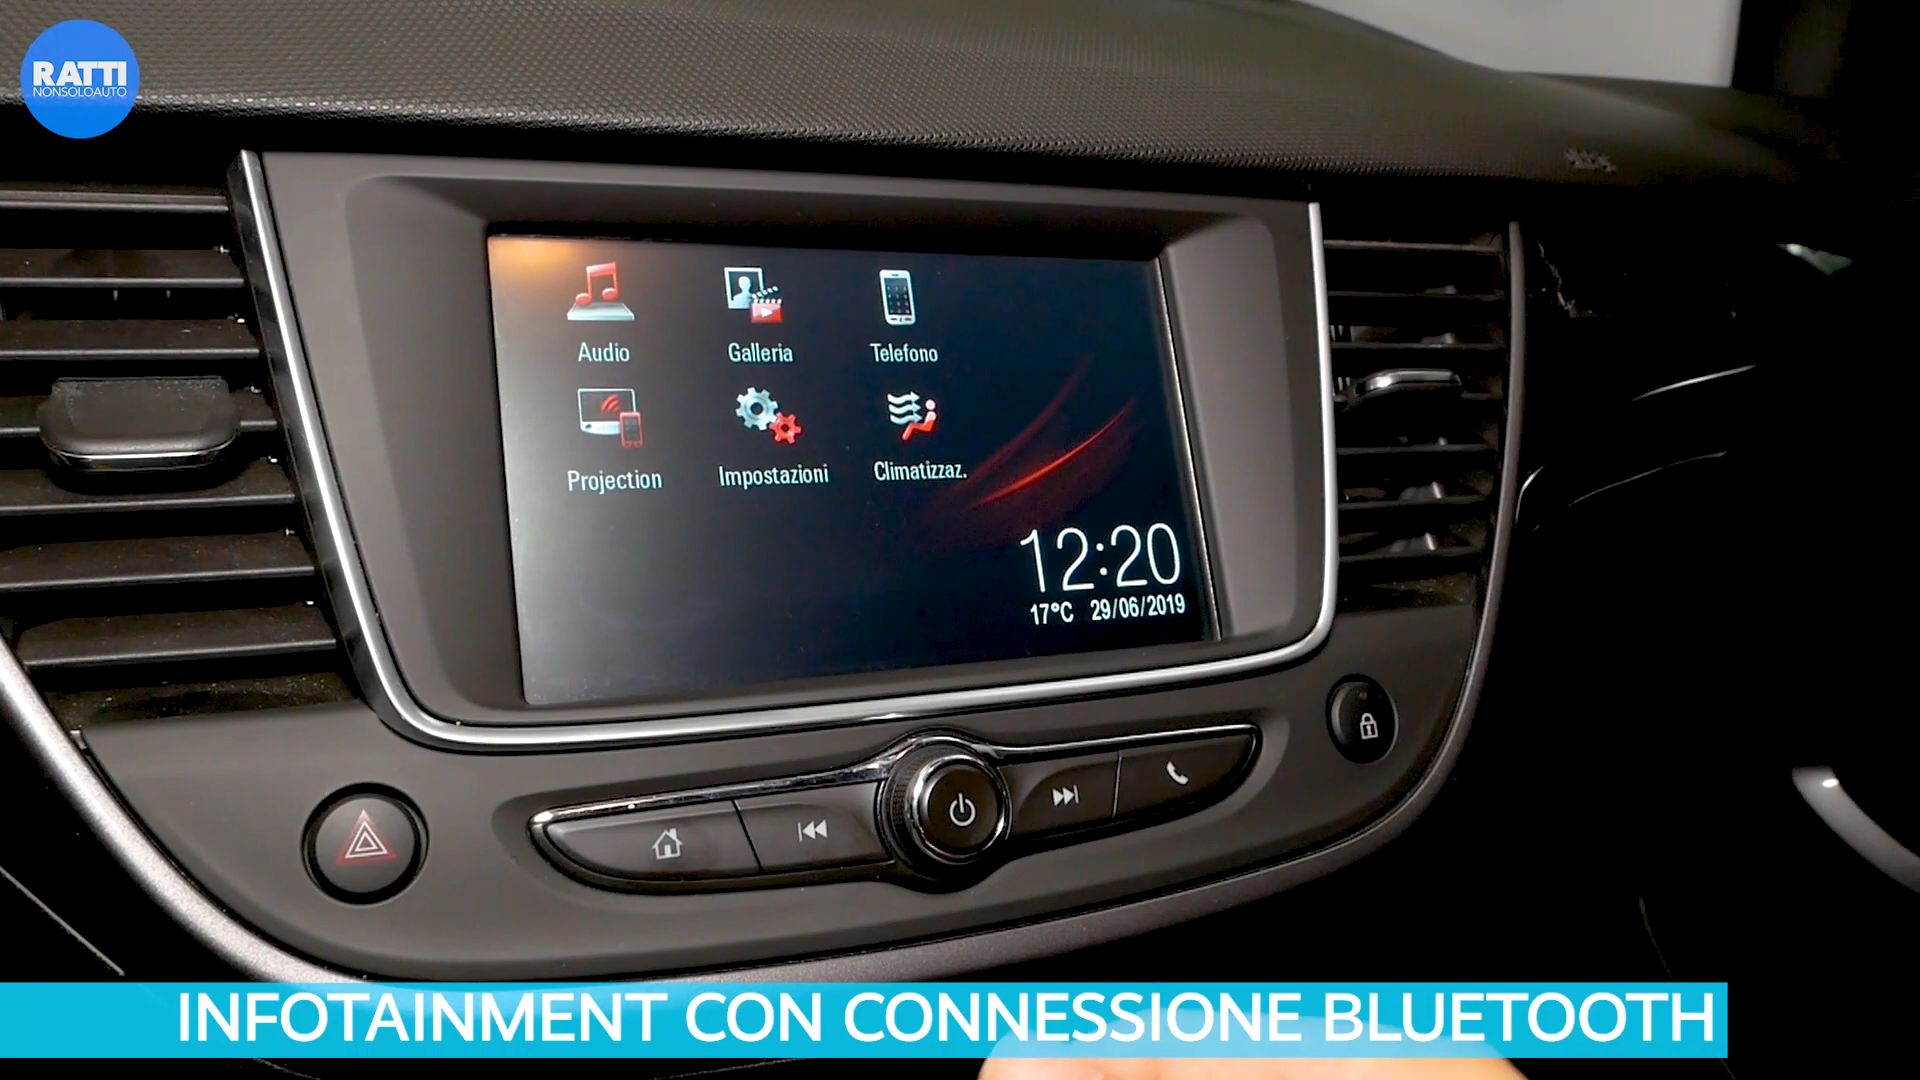 RATTI
NONSOLOAUTO
Audio
Galleria
Telefono
Projection
Impostazioni
Climatizzaz.
12:20
17°C 29/06/2019
INFOTAINMENT CON CONNESSIONE BLUETOOTH